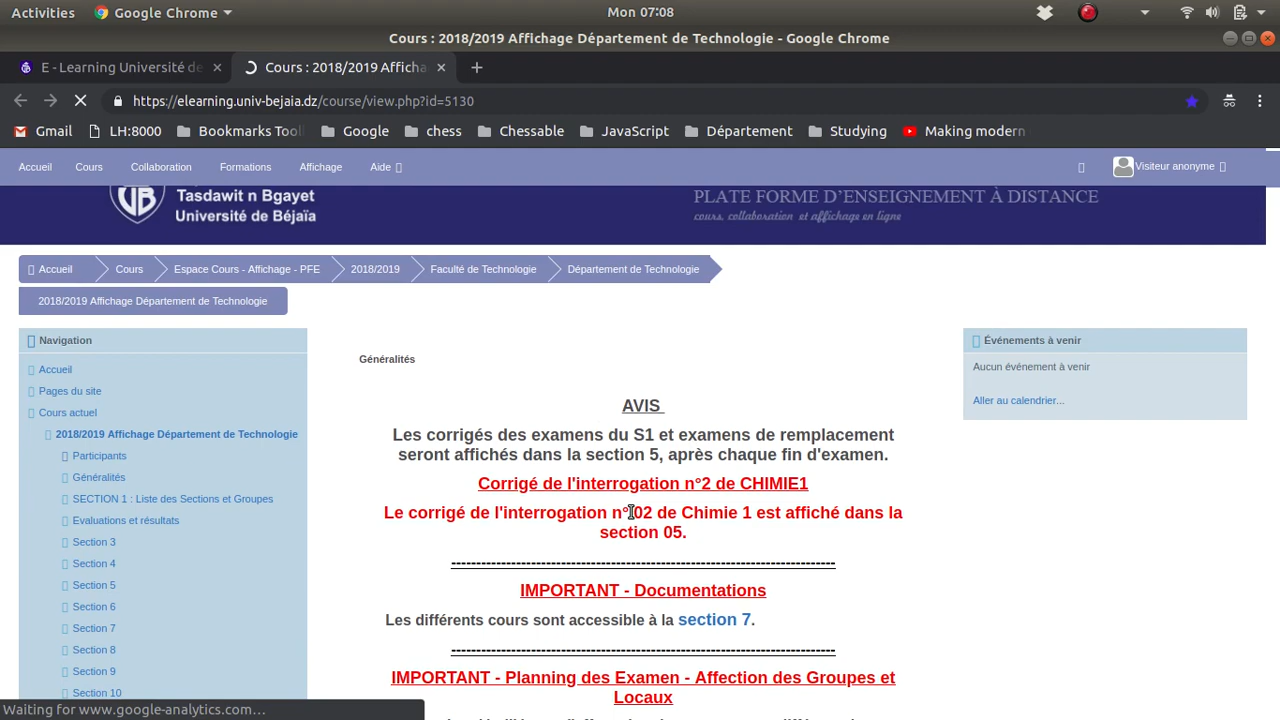 Activities Google Chrome Mon 07:08
Cours : 2018/2019 Affichage Département de Technologie - Google Chrome
E - Learning Université de Cours : 2018/2019 Afficha
https://elearning.univ-bejaia.dz/course/view.php?id=5130
Gmail LH:8000 Bookmarks Tool Google chess Chessable JavaScript Département Studying Making modern
Accueil Cours Collaboration Formations Affichage Aide Visiteur anonyme
Tasdawit n Bgayet
Université de Béjaïa
PLATE FORME D'ENSEIGNEMENT À DISTANCE
cours, collaboration et affichage en ligne
Accueil Cours Espace Cours - Affichage - PFE 2018/2019 Faculté de Technologie Département de Technologie
2018/2019 Affichage Département de Technologie
Navigation
Accueil
Pages du site
Cours actuel
2018/2019 Affichage Département de Technologie
Participants
Généralités
SECTION 1 : Liste des Sections et Groupes
Evaluations et résultats
Section 3
Section 4
Section 5
Section 6
Section 7
Section 8
Section 9
Section 10
Généralités
AVIS
Les corrigés des examens du S1 et examens de remplacement
seront affichés dans la section 5, après chaque fin d'examen.
Corrigé de l'interrogation n°2 de CHIMIE1
Le corrigé de l'interrogation n° 02 de Chimie 1 est affiché dans la
section 05.
-----------------------------------------------------------------------------
IMPORTANT - Documentations
Les différents cours sont accessible à la section 7.
-----------------------------------------------------------------------------
IMPORTANT - Planning des Examen - Affection des Groupes et
Locaux
Événements à venir
Aucun événement à venir
Aller au calendrier...
Waiting for www.google-analytics.com...